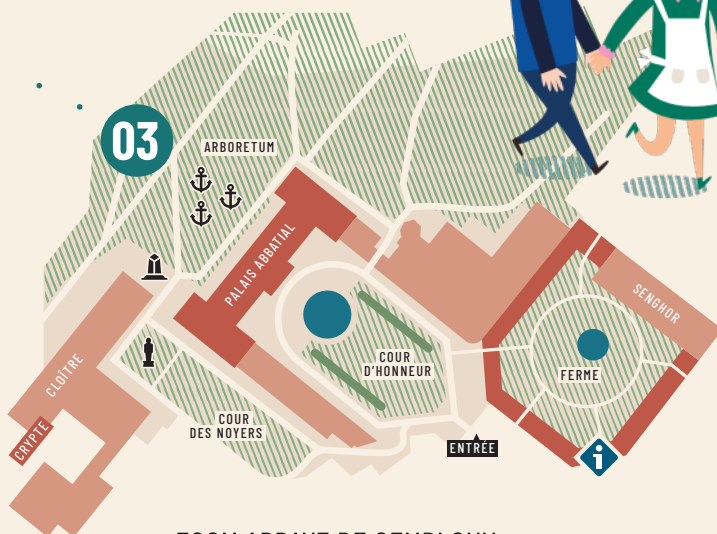 03
ARBORETUM
PALAIS ABBATIAL
SENGHOR
CLOÎTRE
COUR
D'HONNEUR
FERME
CRYPTE
COUR
DES NOYERS
ENTRÉE
i